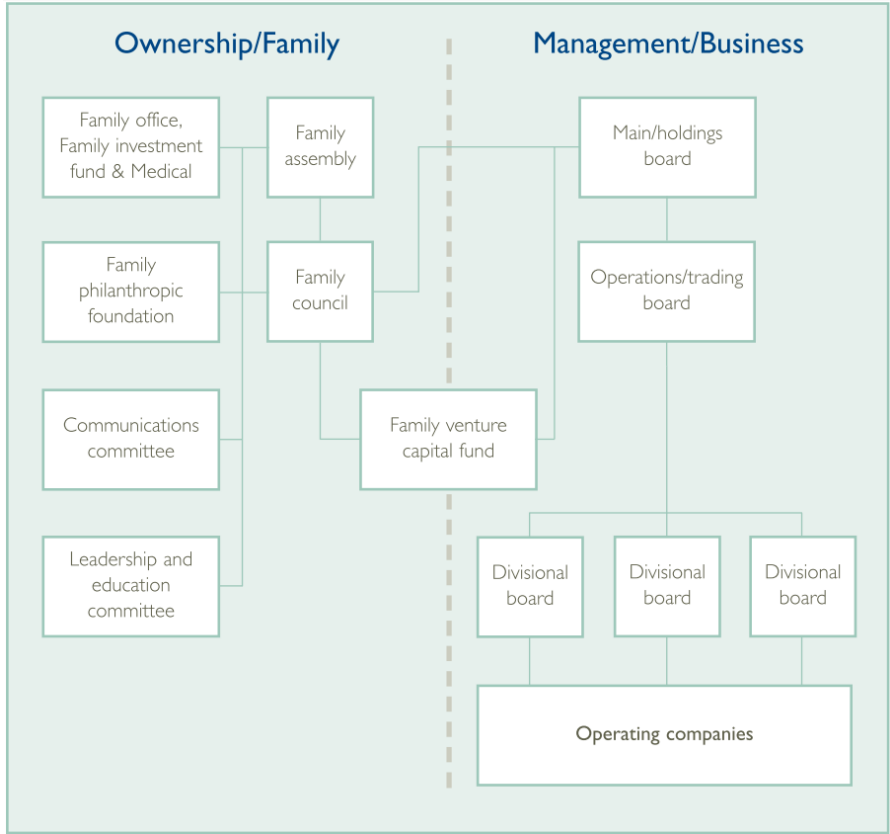 Ownership/Family
Management/Business
Family office,
Family investment
fund & Medical
Family
assembly
Main/holdings
board
Family
philanthropic
foundation
Family
council
Operations/trading
board
Communications
committee
Family venture
capital fund
Leadership and
education
committee
Divisional
board
Divisional
board
Divisional
board
Operating companies